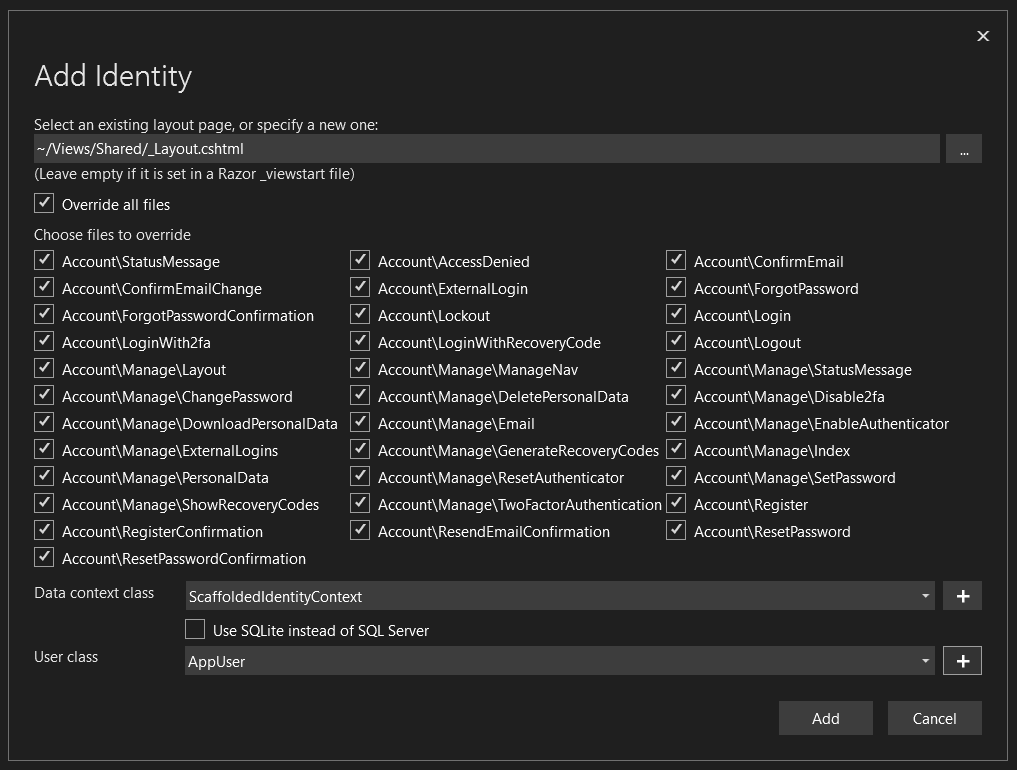 Add Identity
Select an existing layout page, or specify a new one:
~/Views/Shared/_Layout.cshtml
...
(Leave empty if it is set in a Razor _viewstart file)
Override all files
Choose files to override
Account\StatusMessage Account\AccessDenied Account\ConfirmEmail
Account\ConfirmEmailChange Account\ExternalLogin Account\ForgotPassword
Account\ForgotPasswordConfirmation Account\Lockout Account\Login
Account\LoginWith2fa Account\LoginWithRecoveryCode Account\Logout
Account\Manage\Layout Account\Manage\ManageNav Account\Manage\StatusMessage
Account\Manage\ChangePassword Account\Manage\DeletePersonalData Account\Manage\Disable2fa
Account\Manage\DownloadPersonalData Account\Manage\Email Account\Manage\EnableAuthenticator
Account\Manage\ExternalLogins Account\Manage\GenerateRecoveryCodes Account\Manage\Index
Account\Manage\PersonalData Account\Manage\ResetAuthenticator Account\Manage\SetPassword
Account\Manage\ShowRecoveryCodes Account\Manage\TwoFactorAuthentication Account\Register
Account\RegisterConfirmation Account\ResendEmailConfirmation Account\ResetPassword
Account\ResetPasswordConfirmation
Data context class ScaffoldedIdentityContext +
Use SQLite instead of SQL Server
User class AppUser +
Add Cancel